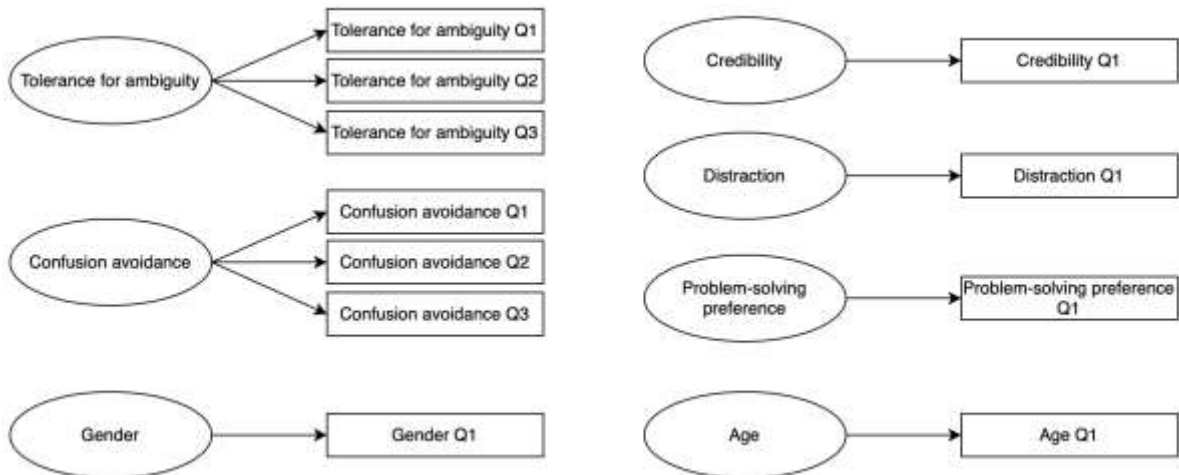 Tolerance for ambiguity
Tolerance for ambiguity Q1
Tolerance for ambiguity Q2
Tolerance for ambiguity Q3
Confusion avoidance
Confusion avoidance Q1
Confusion avoidance Q2
Confusion avoidance Q3
Gender
Gender Q1
Credibility
Credibility Q1
Distraction
Distraction Q1
Problem-solving
preference
Problem-solving preference
Q1
Age
Age Q1